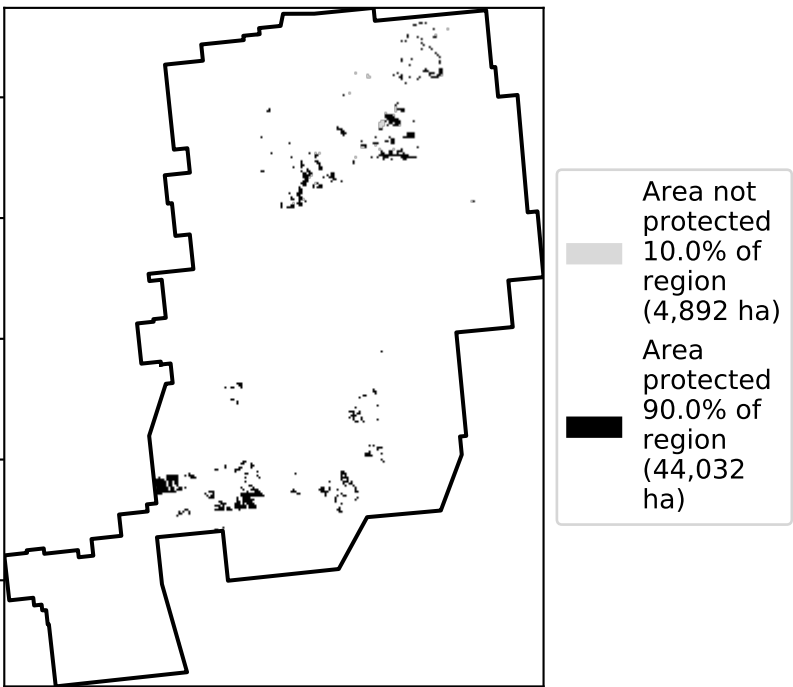 Area not
protected
10.0% of
region
(4,892 ha)
Area
protected
90.0% of
region
(44,032
ha)